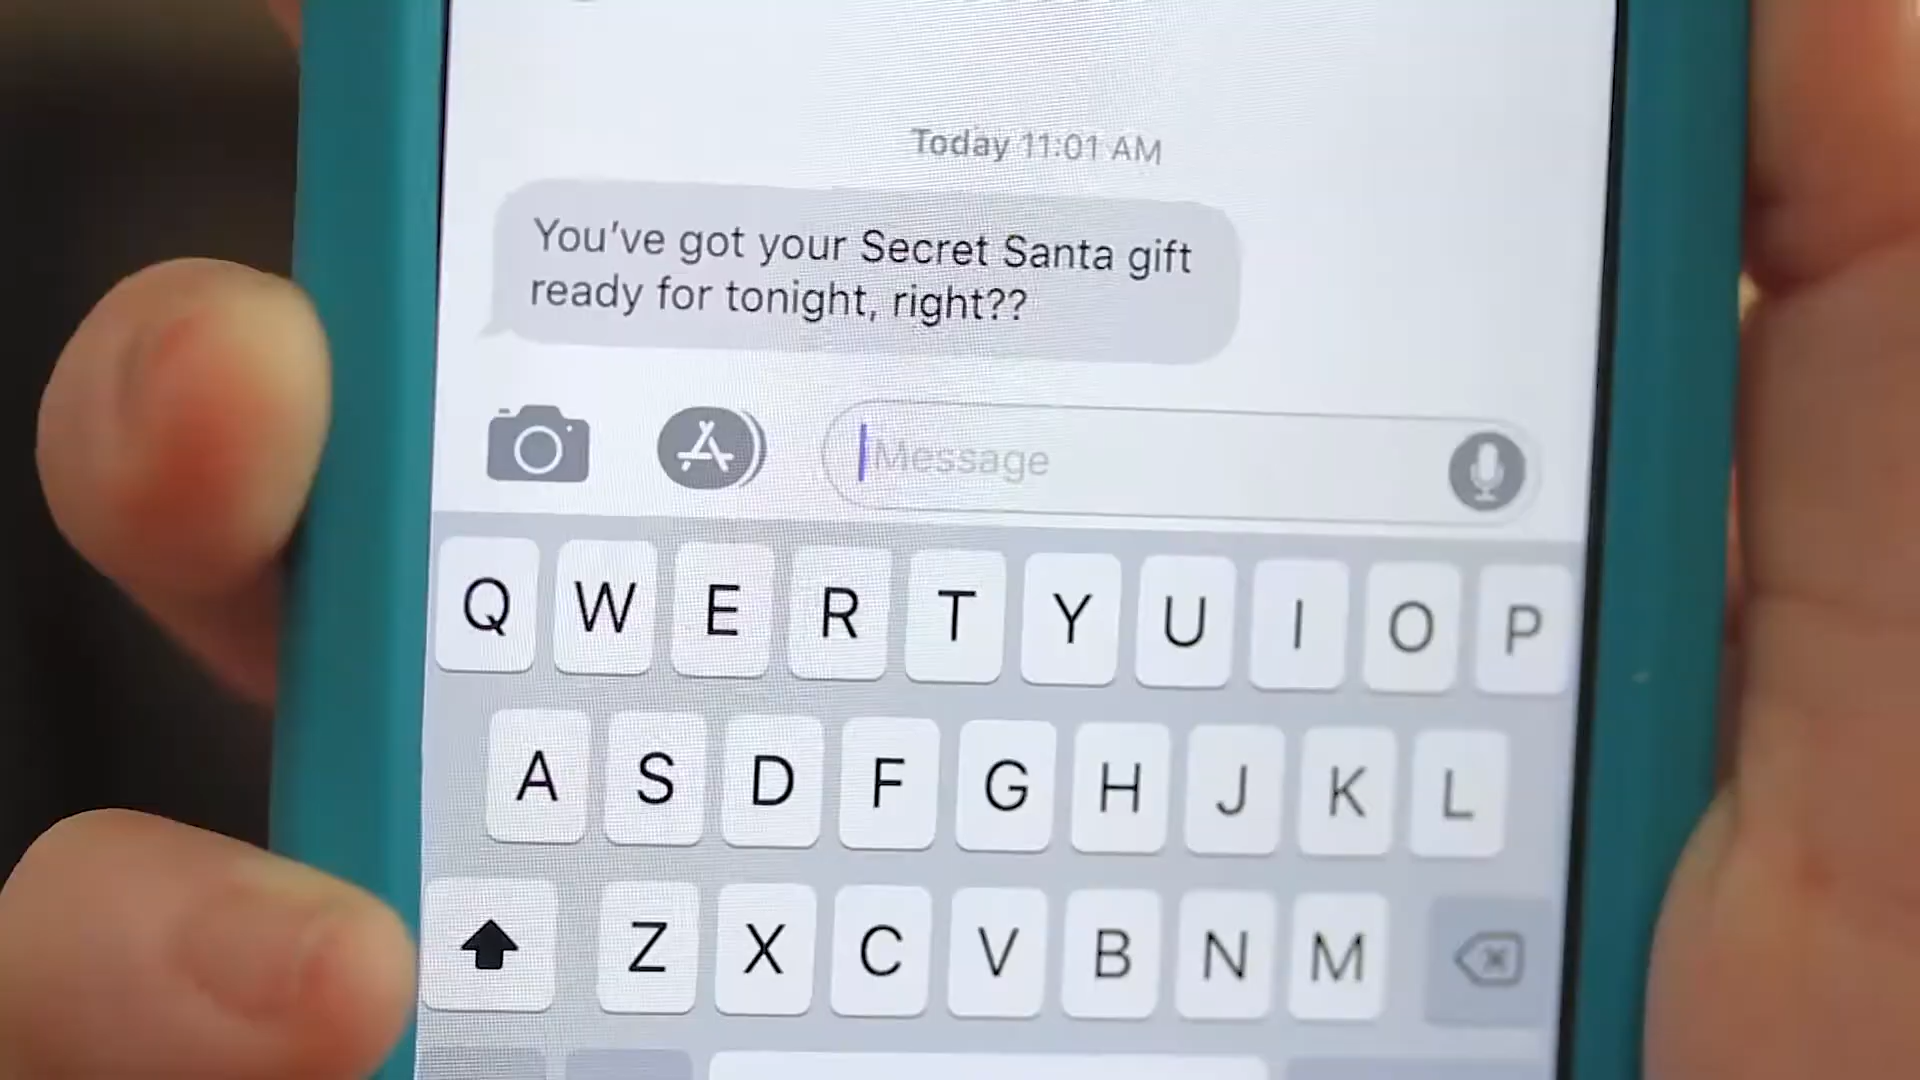 Today 11:01 AM
You've got your Secret Santa gift
ready for tonight, right??
Message
Q W E R T Y U I O P
A S D F G H J K L
Z X C V B N M